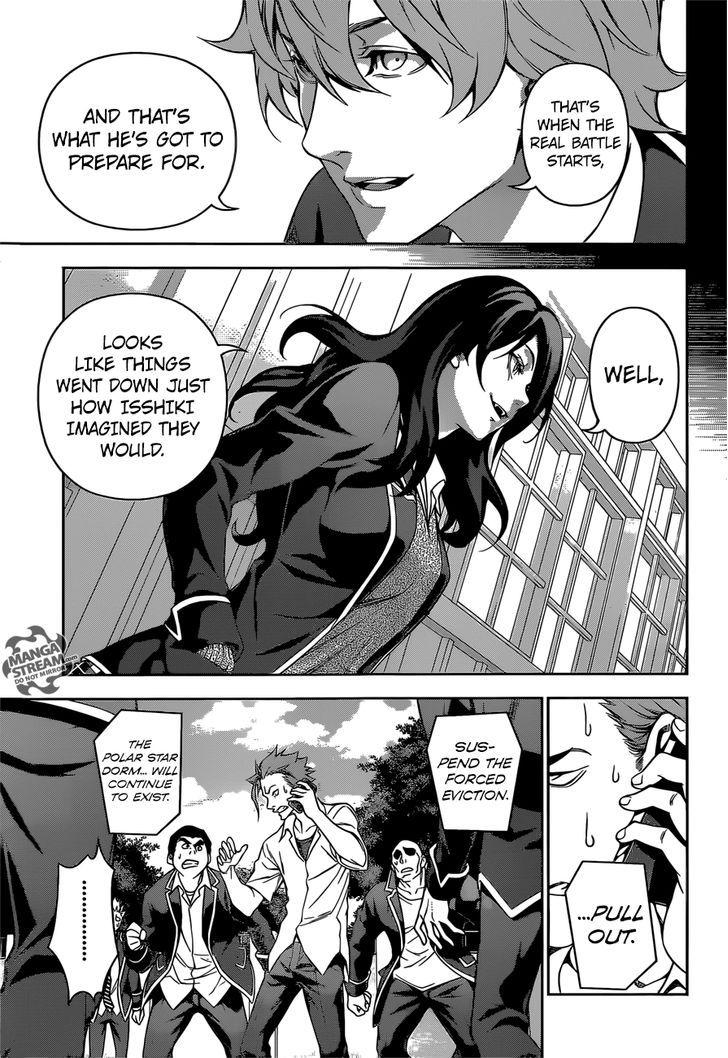 THAT'S
WHEN THE
REAL BATTLE
STARTS,
AND THAT'S
WHAT HE'S GOT TO
PREPARE FOR.
WELL,
LOOKS
LIKE THINGS
WENT DOWN JUST
HOW ISSHIKI
IMAGINED THEY
WOULD.
MANGA
STREAM.com
DO NOT MIRROR
...PULL
OUT.
SUS-
PEND THE
FORCED
EVICTION.
THE
POLAR STAR
DORM... WILL
CONTINUE
TO EXIST.
.........